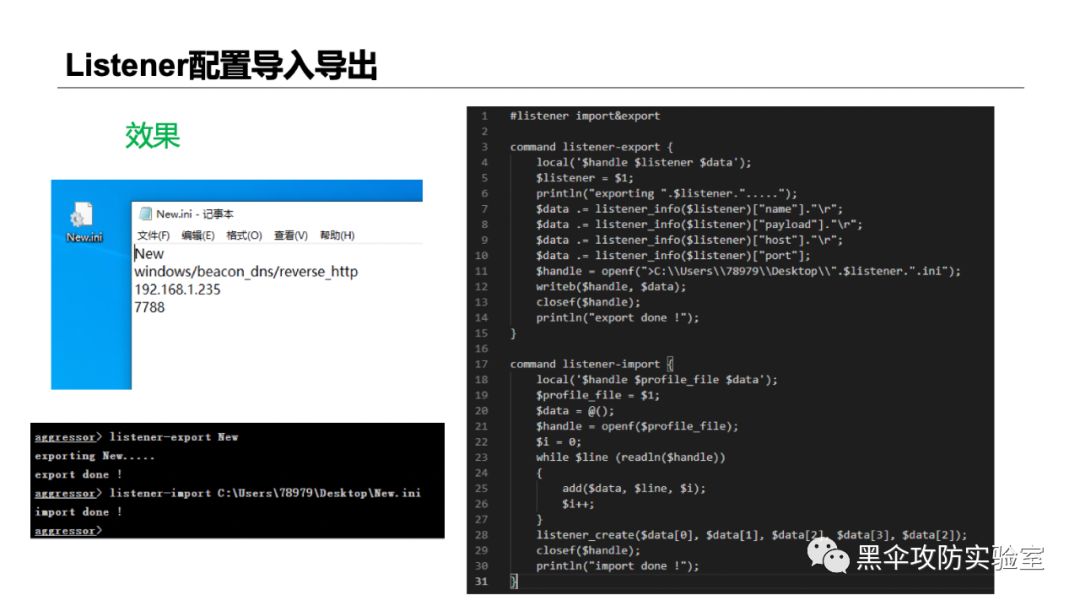 Listener配置导入导出
效果
New.ini
New.ini - 记事本
文件(F) 编辑(E) 格式(O) 查看(V) 帮助(H)
New
windows/beacon_dns/reverse_http
192.168.1.235
7788
aggressor> listener-export New
exporting New.....
export done !
aggressor> listener-import C:\Users\78979\Desktop\New.ini
import done !
aggressor>
1 #listener import&export
2
3 command listener-export {
4 local('$handle $listener $data');
5 $listener = $1;
6 println("exporting ".$listener.".....");
7 $data .= listener_info($listener)["name"]."\r";
8 $data .= listener_info($listener)["payload"]."\r";
9 $data .= listener_info($listener)["host"]."\r";
10 $data .= listener_info($listener)["port"];
11 $handle = openf(">C:\\Users\\78979\\Desktop\\".$listener.".ini");
12 writeb($handle, $data);
13 closef($handle);
14 println("export done !");
15 }
16
17 command listener-import {
18 local('$handle $profile_file $data');
19 $profile_file = $1;
20 $data = @();
21 $handle = openf($profile_file);
22 $i = 0;
23 while $line (readln($handle))
24 {
25 add($data, $line, $i);
26 $i++;
27 }
28 listener_create($data[0], $data[1], $data[2], $data[3], $data[2]);
29 closef($handle);
30 println("import done !");
31 }
黑伞攻防实验室